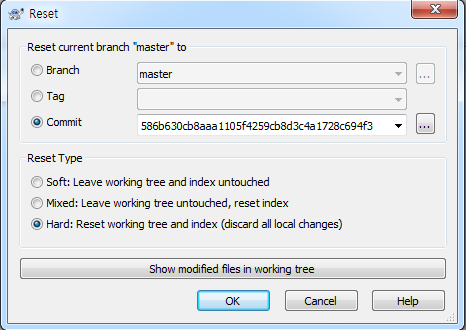 Reset
Reset current branch "master" to
Branch
master
...
Tag
Commit
586b630cb8aaa1105f4259cb8d3c4a1728c694f3
...
Reset Type
Soft: Leave working tree and index untouched
Mixed: Leave working tree untouched, reset index
Hard: Reset working tree and index (discard all local changes)
Show modified files in working tree
OK
Cancel
Help